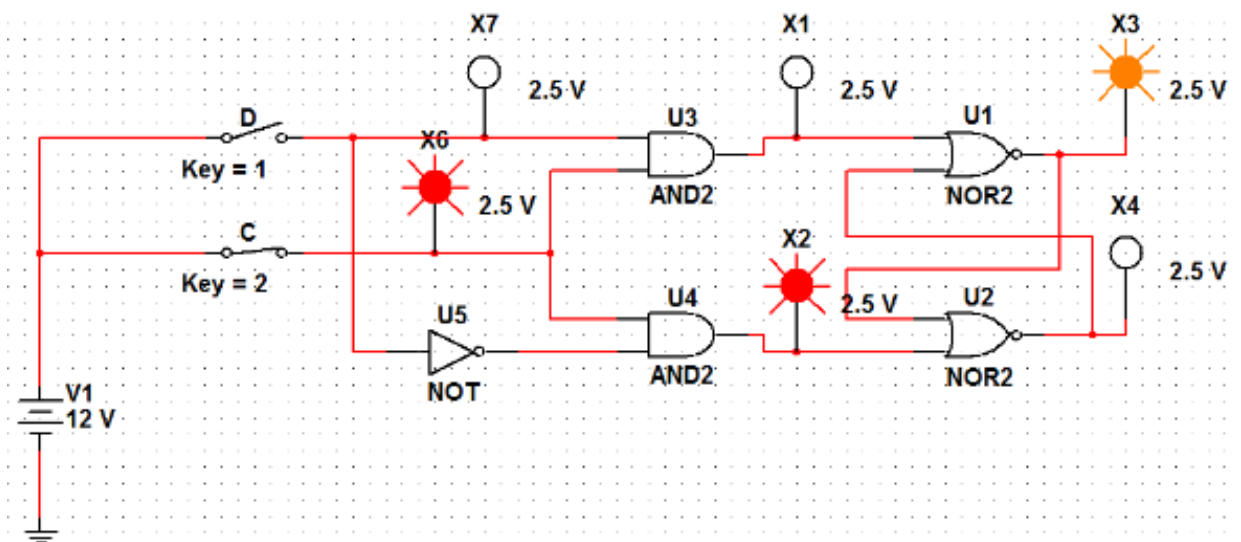 X7
X1
X3
2.5 V
2.5 V
2.5 V
D
U3
U1
X6
Key = 1
2.5 V
AND2
NOR2
X4
C
X2
2.5 V
Key = 2
U5
U4
2.5 V
U2
NOT
AND2
NOR2
V1
12 V